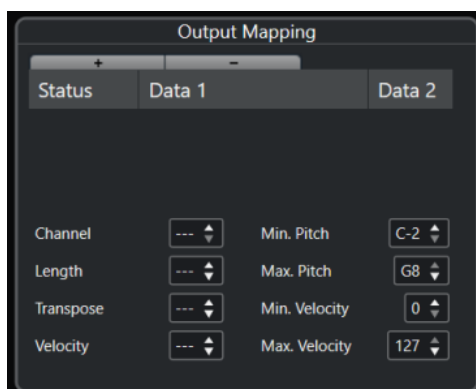 Output Mapping
+ −
Status Data 1 Data 2
Channel --- Min. Pitch C-2
Length --- Max. Pitch G8
Transpose --- Min. Velocity 0
Velocity --- Max. Velocity 127